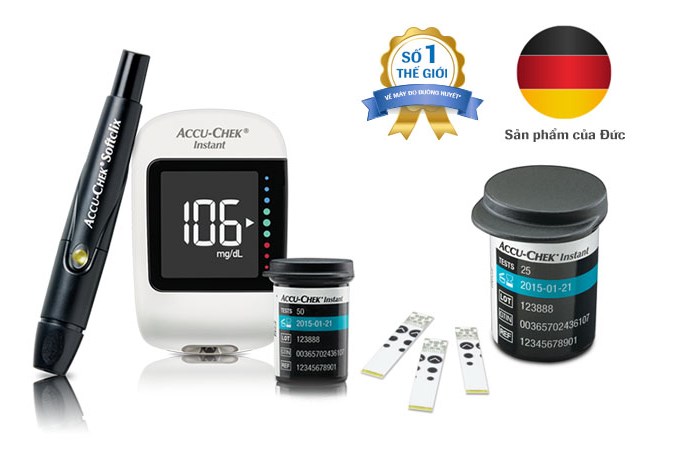 ACCU-CHEK® Softclix
ACCU-CHEK®
Instant
106
mg/dL
SỐ 1
THẾ GIỚI
VỀ MÁY ĐO ĐƯỜNG HUYẾT*
Sản phẩm của Đức
ACCU-CHEK® Instant
TESTS 50
2015-01-21
LOT 123888
GTIN 00365702436107
REF 12345678901
ACCU-CHEK® Instant
TESTS 25
2015-01-21
LOT 123888
GTIN 00365702436107
REF 12345678901